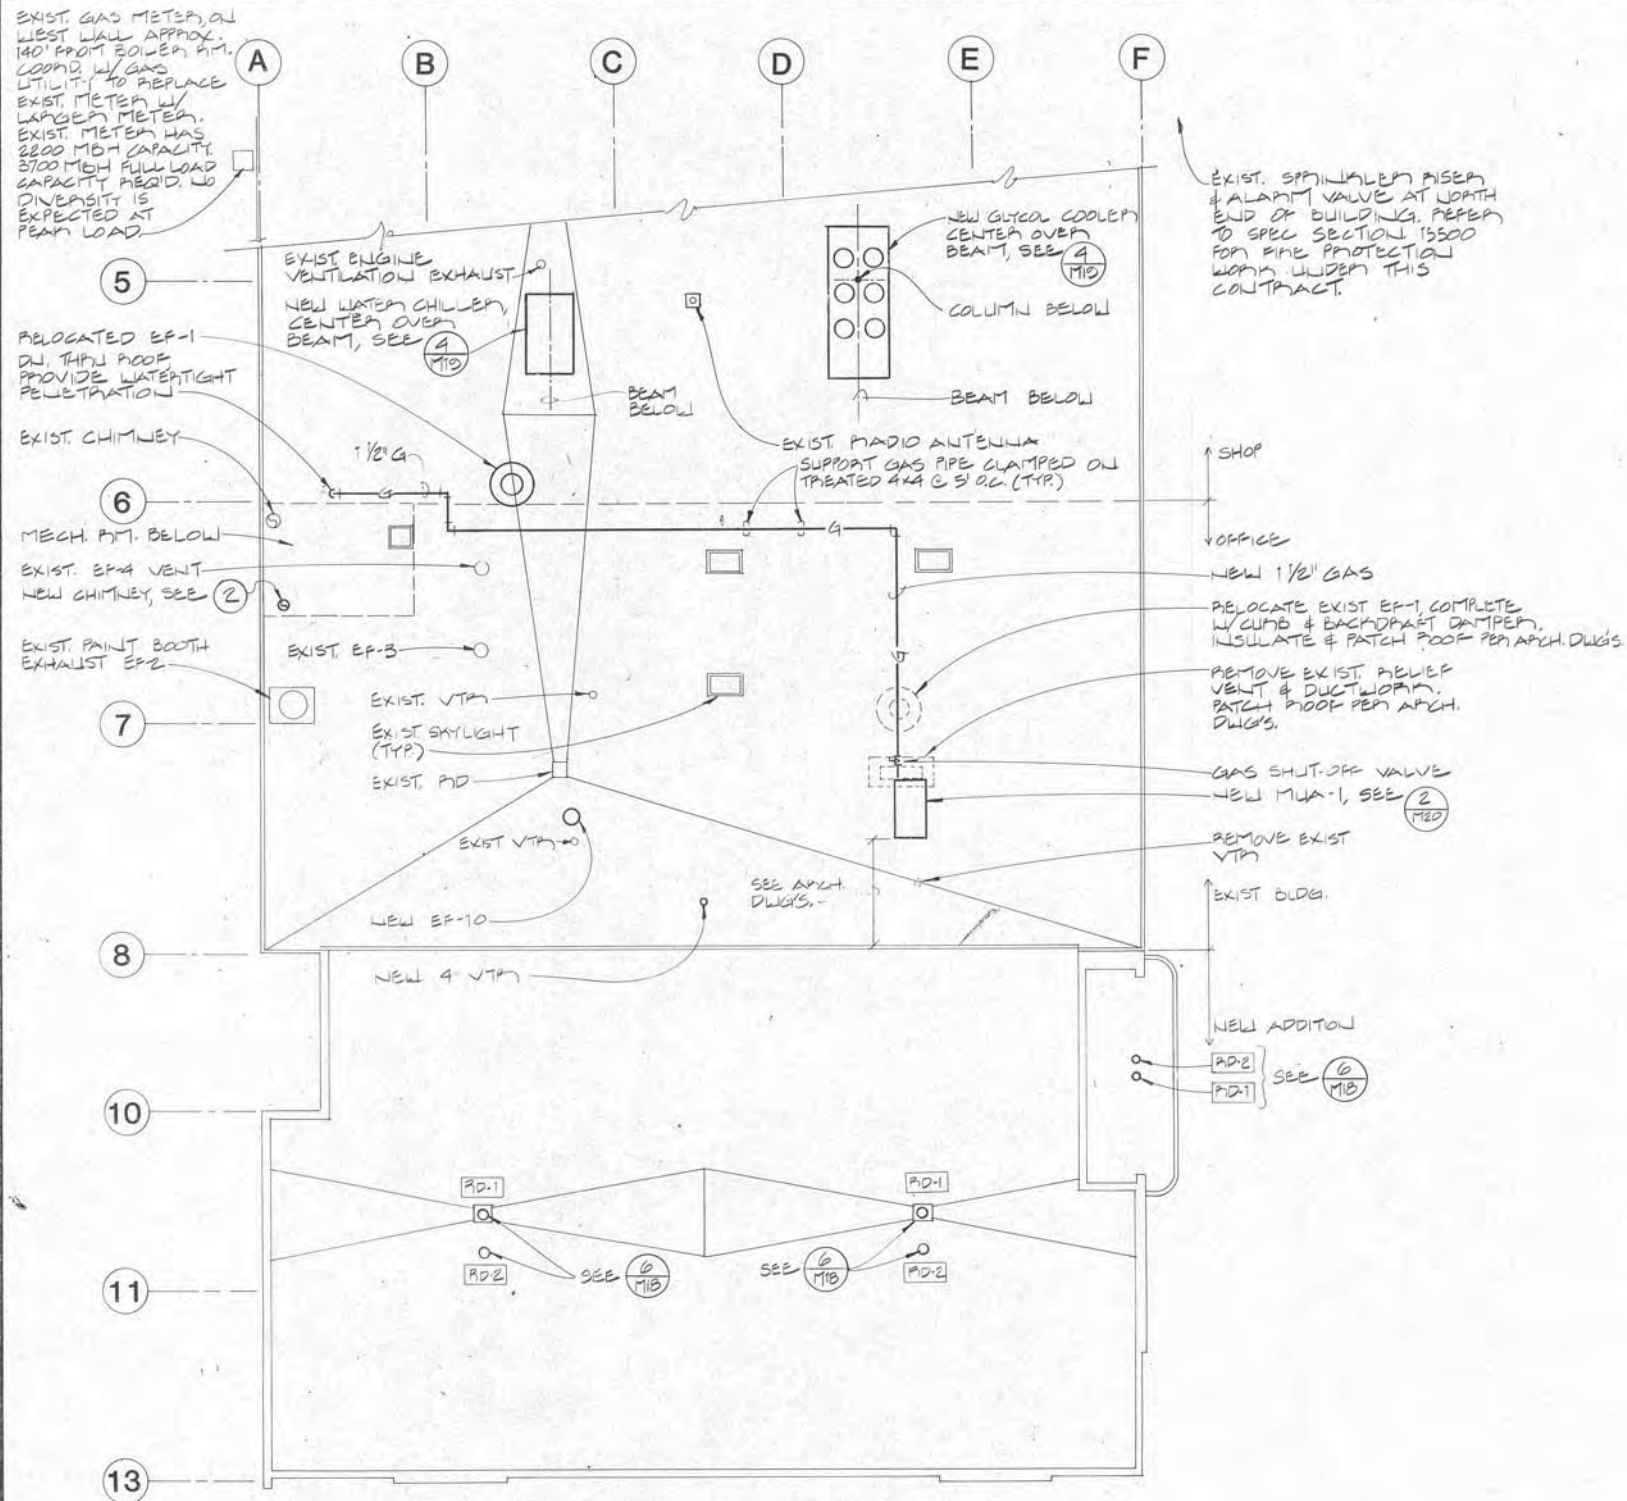 EXIST. GAS METER, ON
WEST WALL APPROX.
140' FROM BOILER RM.
COORD. W/ GAS
UTILITY TO REPLACE
EXIST. METER W/
LARGER METER.
EXIST. METER HAS
2200 MBH CAPACITY.
3700 MBH FULL LOAD
CAPACITY REQ'D. NO
DIVERSITY IS
EXPECTED AT
PEAK LOAD.
A
B
C
D
E
F
EXIST. SPRINKLER RISER
& ALARM VALVE AT NORTH
END OF BUILDING. REFER
TO SPEC SECTION 15500
FOR FIRE PROTECTION
WORK UNDER THIS
CONTRACT.
NEW GLYCOL COOLER
CENTER OVER
BEAM, SEE 4
M19
COLUMN BELOW
BEAM BELOW
5
EXIST. ENGINE
VENTILATION EXHAUST
NEW WATER CHILLER,
CENTER OVER
BEAM, SEE 4
M19
BEAM
BELOW
RELOCATED EF-1
DN. THRU ROOF,
PROVIDE WATERTIGHT
PENETRATION
EXIST. CHIMNEY
1 1/2" G
G
EXIST. RADIO ANTENNA
SUPPORT GAS PIPE CLAMPED ON
TREATED 4x4 @ 5' O.C. (TYP.)
SHOP
6
G
OFFICE
MECH. RM. BELOW
EXIST. EF-4 VENT
NEW CHIMNEY, SEE 2
NEW 1 1/2" GAS
RELOCATE EXIST EF-1, COMPLETE
W/ CURB & BACKDRAFT DAMPER,
INSULATE & PATCH ROOF PER ARCH. DWG'S
EXIST. PAINT BOOTH
EXHAUST EF-2
EXIST. EF-3
G
REMOVE EXIST. RELIEF
VENT & DUCTWORK.
PATCH ROOF PER ARCH.
DWG'S.
7
EXIST. VTR
EXIST SKYLIGHT
(TYP.)
EXIST. RD
GAS SHUT-OFF VALVE
NEW MUA-1, SEE 2
M20
EXIST VTR
REMOVE EXIST
VTR
SEE ARCH.
DWG'S.
EXIST BLDG.
NEW EF-10
8
NEW 4 VTR
NEW ADDITON
RD-2
RD-1
SEE 6
M18
10
RD-1
RD-1
RD-2
SEE 6
M18
SEE 6
M18
RD-2
11
13